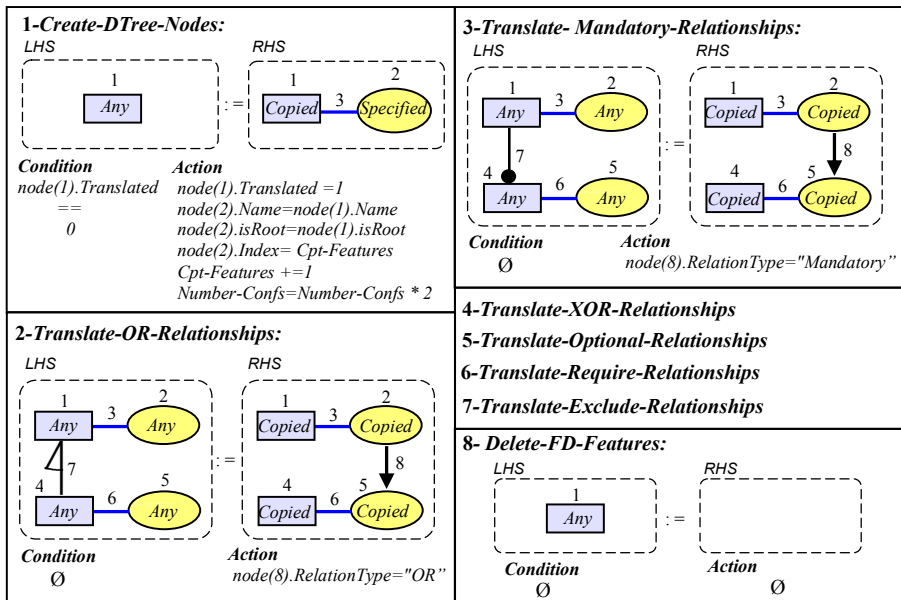 1-Create-DTree-Nodes:
LHS
RHS
1
Any
: =
1
2
Copied
3
Specified
Condition
node(1).Translated
==
0
Action
node(1).Translated =1
node(2).Name=node(1).Name
node(2).isRoot=node(1).isRoot
node(2).Index= Cpt-Features
Cpt-Features +=1
Number-Confs=Number-Confs * 2
2-Translate-OR-Relationships:
LHS
RHS
1
2
Any
3
Any
7
4
5
Any
6
Any
: =
1
2
Copied
3
Copied
8
4
5
Copied
6
Copied
Condition
Ø
Action
node(8).RelationType="OR”
3-Translate- Mandatory-Relationships:
LHS
RHS
1
2
Any
3
Any
7
4
5
Any
6
Any
: =
1
2
Copied
3
Copied
8
4
5
Copied
6
Copied
Condition
Ø
Action
node(8).RelationType="Mandatory”
4-Translate-XOR-Relationships
5-Translate-Optional-Relationships
6-Translate-Require-Relationships
7-Translate-Exclude-Relationships
8- Delete-FD-Features:
LHS
RHS
1
Any
: =
Condition
Ø
Action
Ø